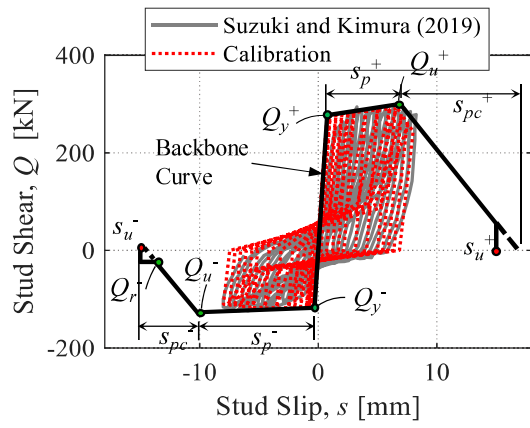 Suzuki and Kimura (2019)
Calibration
400
200
0
-200
Stud Shear, Q [kN]
s_p^+
Q_u^+
s_pc^+
Q_y^+
Backbone
Curve
s_u^-
Q_r^-
Q_u^-
s_u^+
Q_y^-
s_pc^-
s_p^-
-10
0
10
Stud Slip, s [mm]